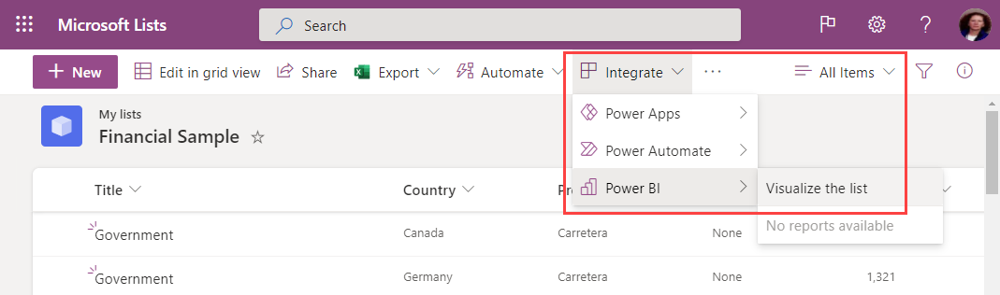 Microsoft Lists
Search
New
Edit in grid view
Share
Export
Automate
Integrate
All Items
My lists
Financial Sample
Power Apps
Power Automate
Power BI
Visualize the list
No reports available
Title
Country
Government
Canada
Carretera
None
Government
Germany
Carretera
None
1,321